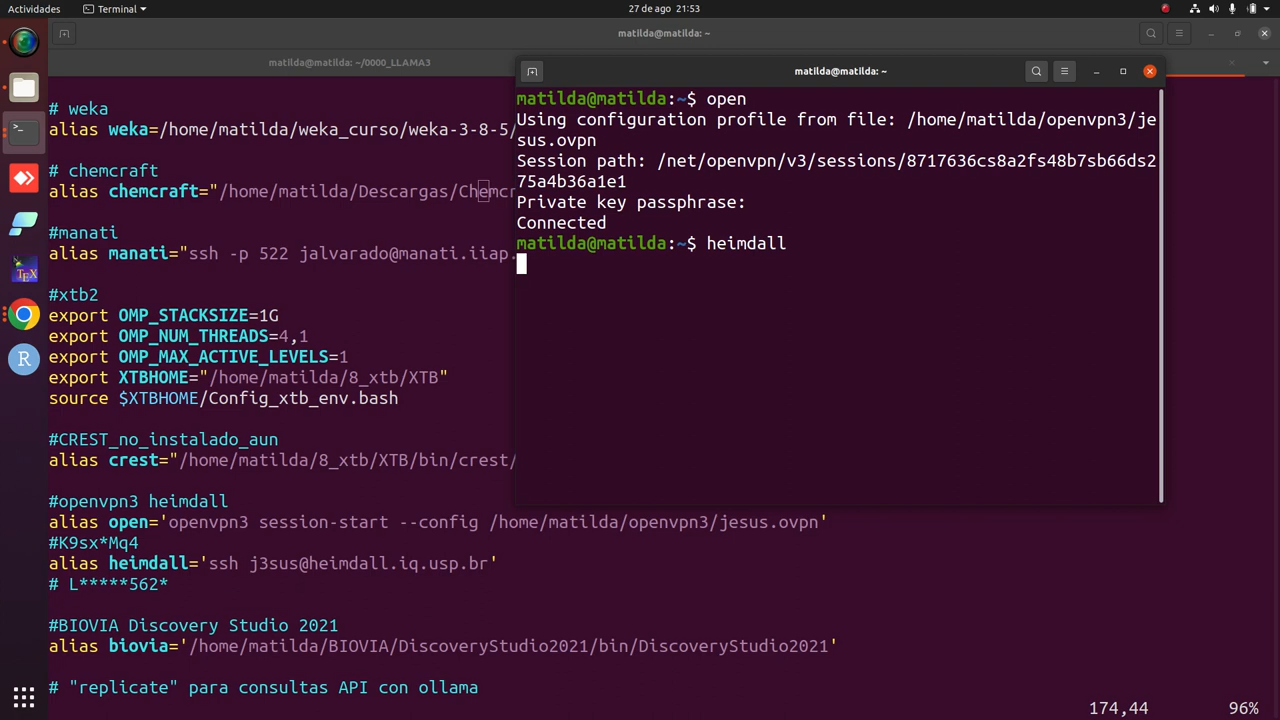 Actividades
Terminal
27 de ago 21:53
matilda@matilda: ~
matilda@matilda: ~/0000_LLAMA3
# weka
alias weka=/home/matilda/weka_curso/weka-3-8-5/
# chemcraft
alias chemcraft="/home/matilda/Descargas/Chemcr
#manati
alias manati="ssh -p 522 jalvarado@manati.iiap.
#xtb2
export OMP_STACKSIZE=1G
export OMP_NUM_THREADS=4,1
export OMP_MAX_ACTIVE_LEVELS=1
export XTBHOME="/home/matilda/8_xtb/XTB"
source $XTBHOME/Config_xtb_env.bash
#CREST_no_instalado_aun
alias crest="/home/matilda/8_xtb/XTB/bin/crest/
#openvpn3 heimdall
alias open='openvpn3 session-start --config /home/matilda/openvpn3/jesus.ovpn'
#K9sx*Mq4
alias heimdall='ssh j3sus@heimdall.iq.usp.br'
# L*****562*
#BIOVIA Discovery Studio 2021
alias biovia='/home/matilda/BIOVIA/DiscoveryStudio2021/bin/DiscoveryStudio2021'
# "replicate" para consultas API con ollama
174,44 96%
matilda@matilda: ~
matilda@matilda:~$ open
Using configuration profile from file: /home/matilda/openvpn3/je
sus.ovpn
Session path: /net/openvpn/v3/sessions/8717636cs8a2fs48b7sb66ds2
75a4b36a1e1
Private key passphrase:
Connected
matilda@matilda:~$ heimdall
TEX
R